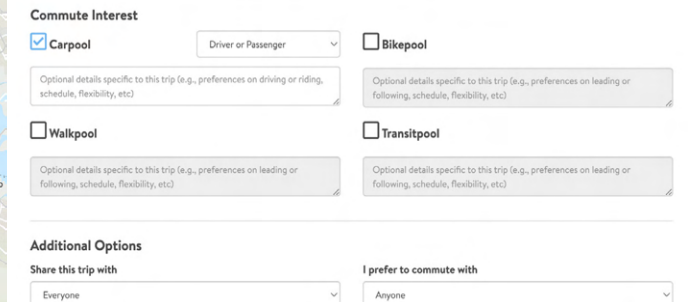 Commute Interest
Carpool
Driver or Passenger
Bikepool
Optional details specific to this trip (e.g., preferences on driving or riding,
schedule, flexibility, etc)
Optional details specific to this trip (e.g., preferences on leading or
following, schedule, flexibility, etc)
Walkpool
Transitpool
Optional details specific to this trip (e.g., preferences on leading or
following, schedule, flexibility, etc)
Optional details specific to this trip (e.g., preferences on leading or
following, schedule, flexibility, etc)
Additional Options
Share this trip with
I prefer to commute with
Everyone
Anyone